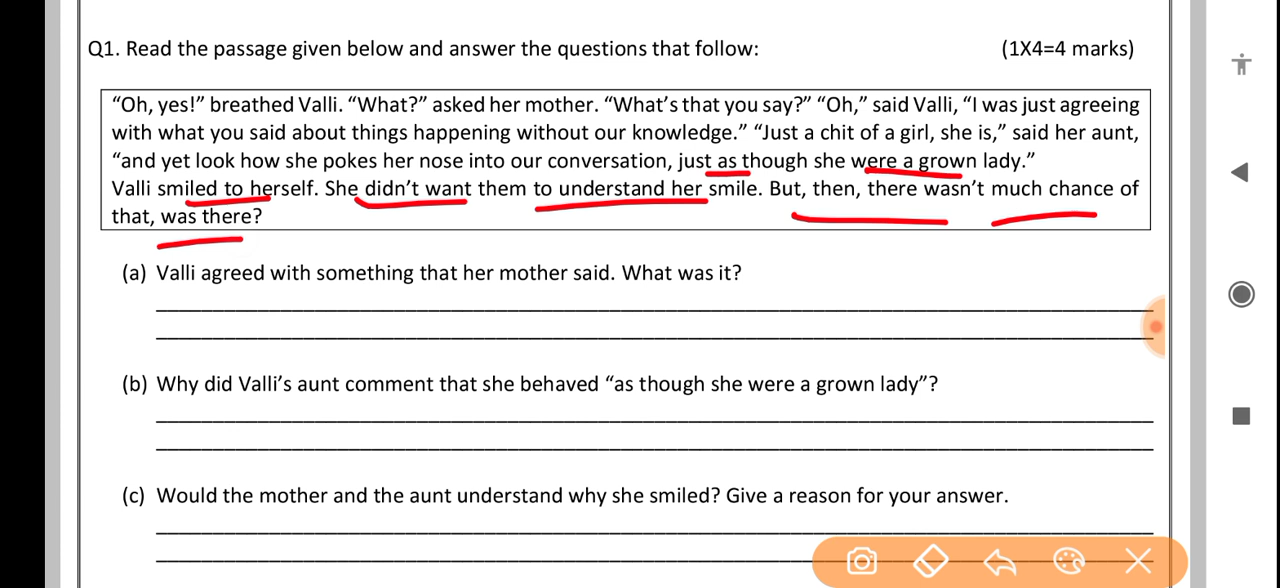 Q1. Read the passage given below and answer the questions that follow: (1X4=4 marks)
“Oh, yes!” breathed Valli. “What?” asked her mother. “What’s that you say?” “Oh,” said Valli, “I was just agreeing
with what you said about things happening without our knowledge.” “Just a chit of a girl, she is,” said her aunt,
“and yet look how she pokes her nose into our conversation, just as though she were a grown lady.”
Valli smiled to herself. She didn’t want them to understand her smile. But, then, there wasn’t much chance of
that, was there?
(a) Valli agreed with something that her mother said. What was it?
(b) Why did Valli’s aunt comment that she behaved “as though she were a grown lady”?
(c) Would the mother and the aunt understand why she smiled? Give a reason for your answer.